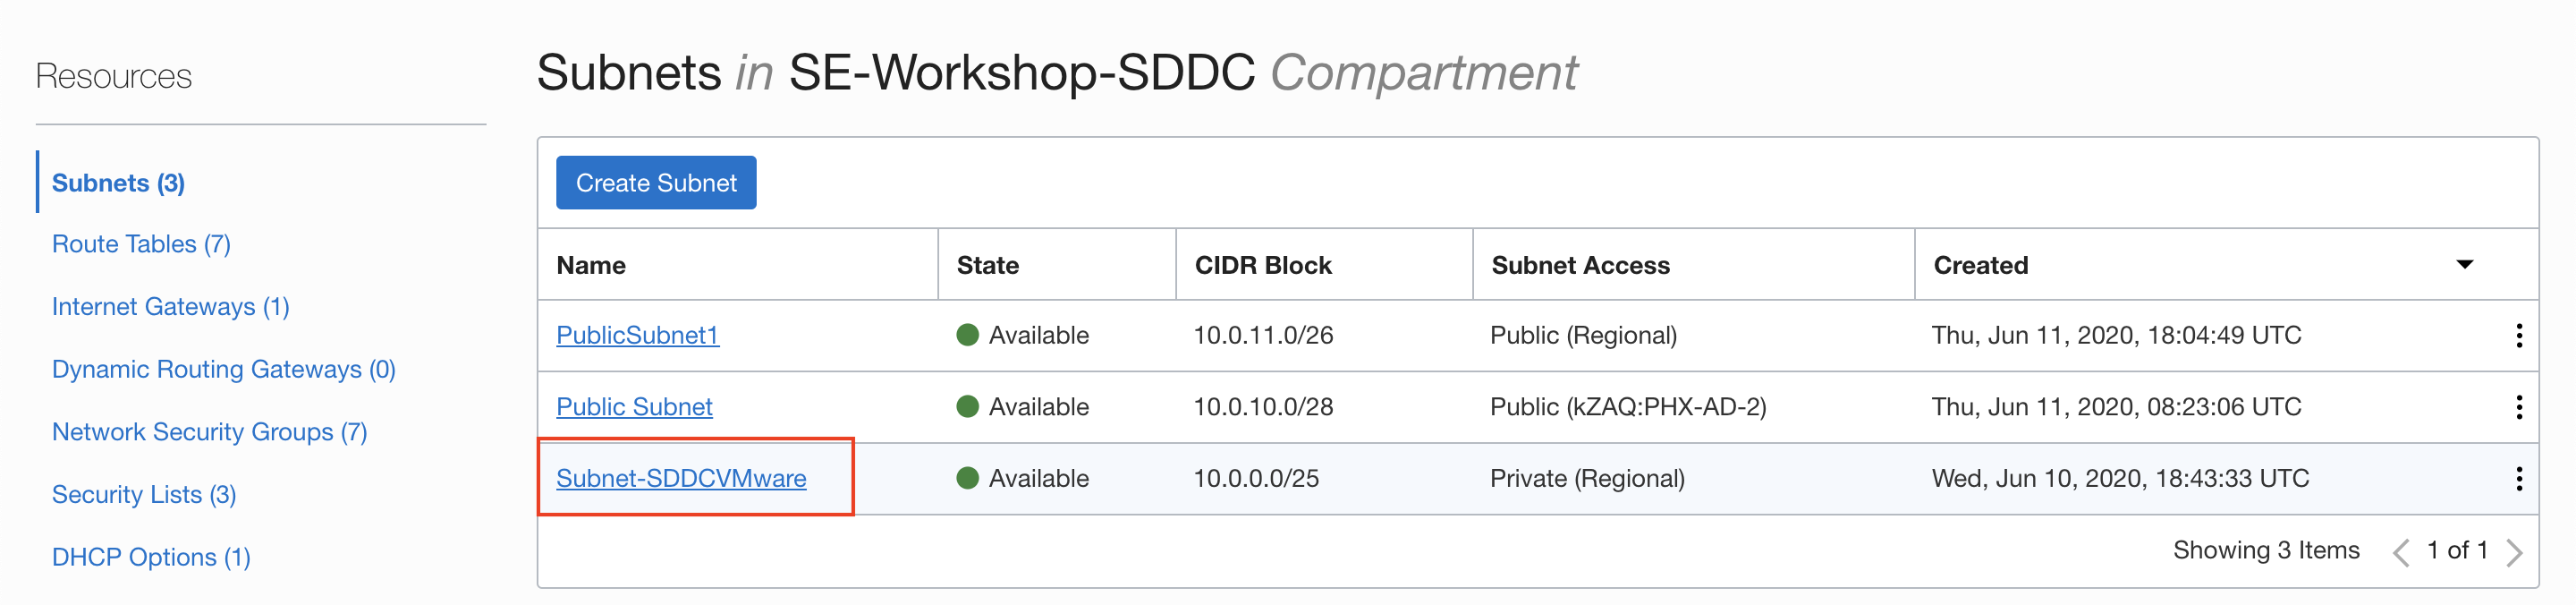 Resources
Subnets (3)
Route Tables (7)
Internet Gateways (1)
Dynamic Routing Gateways (0)
Network Security Groups (7)
Security Lists (3)
DHCP Options (1)
Subnets in SE-Workshop-SDDC Compartment
Create Subnet
Name State CIDR Block Subnet Access Created
PublicSubnet1 Available 10.0.11.0/26 Public (Regional) Thu, Jun 11, 2020, 18:04:49 UTC
Public Subnet Available 10.0.10.0/28 Public (kZAQ:PHX-AD-2) Thu, Jun 11, 2020, 08:23:06 UTC
Subnet-SDDCVMware Available 10.0.0.0/25 Private (Regional) Wed, Jun 10, 2020, 18:43:33 UTC
Showing 3 Items 1 of 1